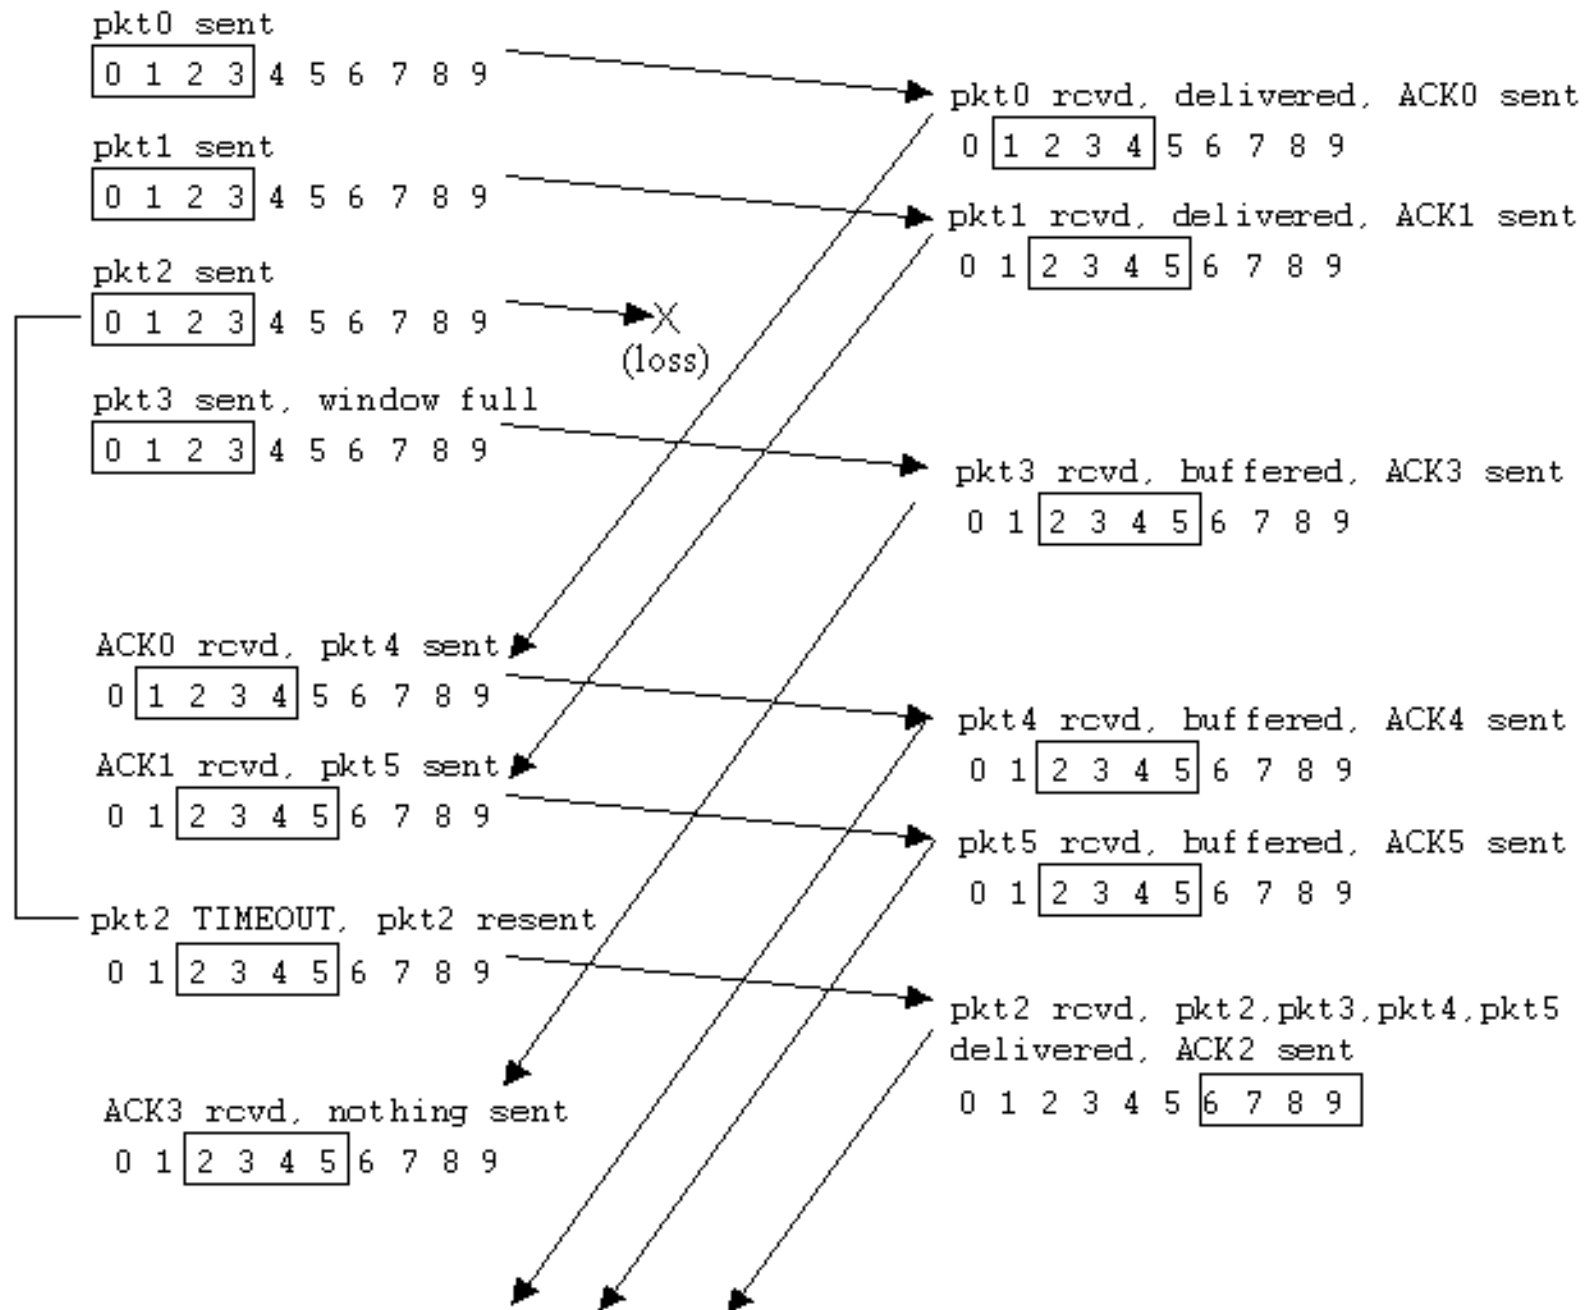 pkt0 sent
0 1 2 3 4 5 6 7 8 9
pkt1 sent
0 1 2 3 4 5 6 7 8 9
pkt2 sent
0 1 2 3 4 5 6 7 8 9
X
(loss)
pkt3 sent, window full
0 1 2 3 4 5 6 7 8 9
ACK0 rcvd, pkt4 sent
0 1 2 3 4 5 6 7 8 9
ACK1 rcvd, pkt5 sent
0 1 2 3 4 5 6 7 8 9
pkt2 TIMEOUT, pkt2 resent
0 1 2 3 4 5 6 7 8 9
ACK3 rcvd, nothing sent
0 1 2 3 4 5 6 7 8 9
pkt0 rcvd, delivered, ACK0 sent
0 1 2 3 4 5 6 7 8 9
pkt1 rcvd, delivered, ACK1 sent
0 1 2 3 4 5 6 7 8 9
pkt3 rcvd, buffered, ACK3 sent
0 1 2 3 4 5 6 7 8 9
pkt4 rcvd, buffered, ACK4 sent
0 1 2 3 4 5 6 7 8 9
pkt5 rcvd, buffered, ACK5 sent
0 1 2 3 4 5 6 7 8 9
pkt2 rcvd, pkt2,pkt3,pkt4,pkt5
delivered, ACK2 sent
0 1 2 3 4 5 6 7 8 9